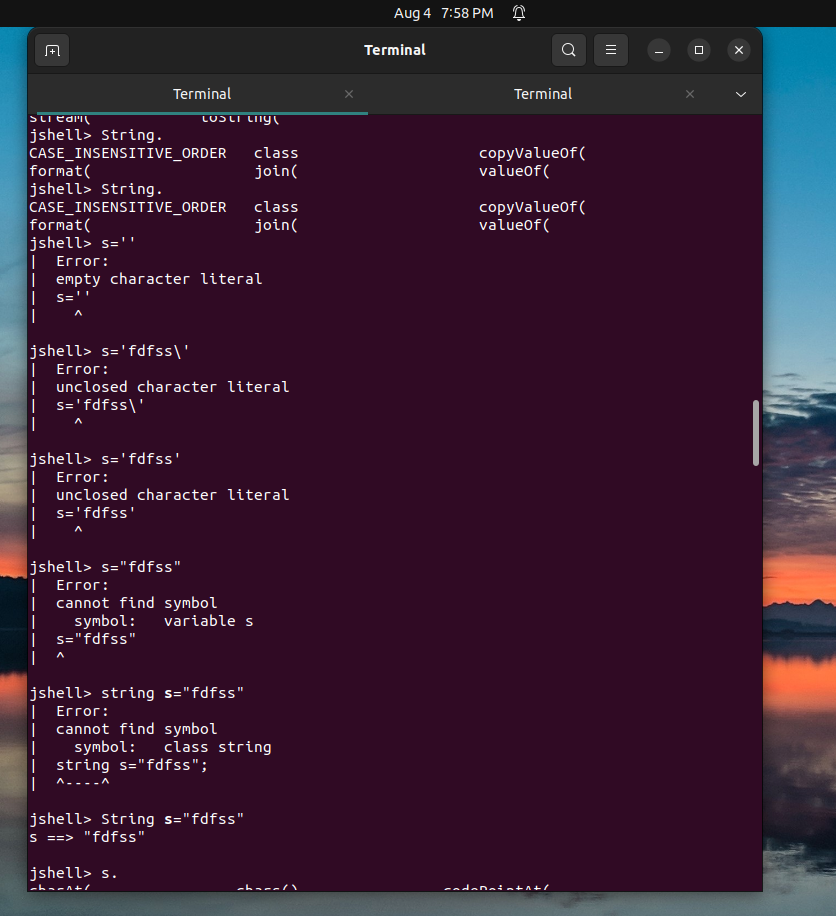 Aug 4 7:58 PM
Terminal
Terminal Terminal
stream( toString(
jshell> String.
CASE_INSENSITIVE_ORDER class copyValueOf(
format( join( valueOf(
jshell> String.
CASE_INSENSITIVE_ORDER class copyValueOf(
format( join( valueOf(
jshell> s=''
| Error:
| empty character literal
| s=''
| ^
jshell> s='fdfss\'
| Error:
| unclosed character literal
| s='fdfss\'
| ^
jshell> s='fdfss'
| Error:
| unclosed character literal
| s='fdfss'
| ^
jshell> s="fdfss"
| Error:
| cannot find symbol
| symbol: variable s
| s="fdfss"
| ^
jshell> string s="fdfss"
| Error:
| cannot find symbol
| symbol: class string
| string s="fdfss";
| ^----^
jshell> String s="fdfss"
s ==> "fdfss"
jshell> s.
charAt( chars() codePointAt(